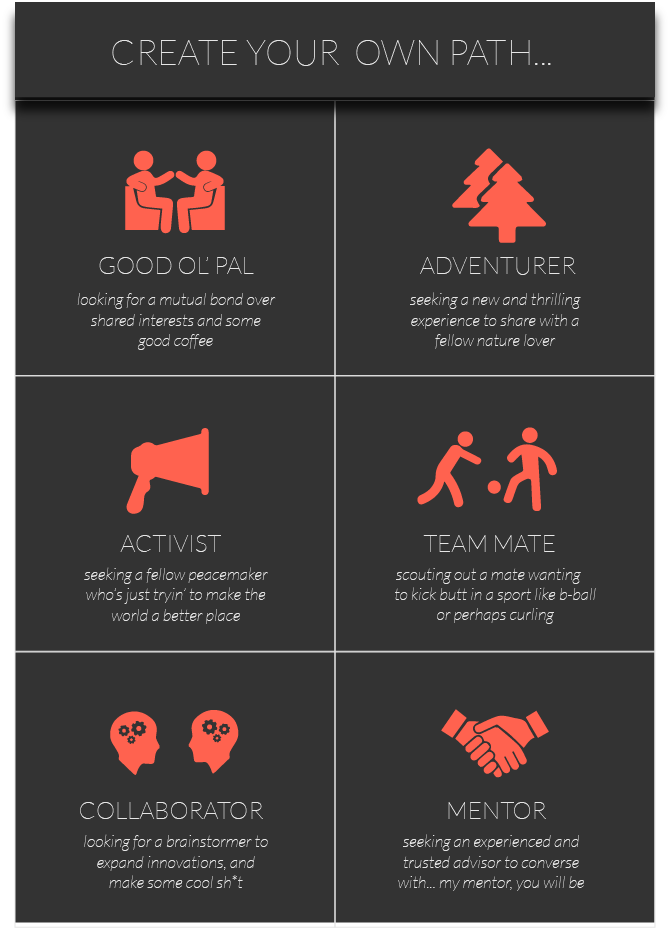 CREATE YOUR OWN PATH...
GOOD OL' PAL
looking for a mutual bond over
shared interests and some
good coffee
ADVENTURER
seeking a new and thrilling
experience to share with a
fellow nature lover
ACTIVIST
seeking a fellow peacemaker
who's just tryin' to make the
world a better place
TEAM MATE
scouting out a mate wanting
to kick butt in a sport like b-ball
or perhaps curling
COLLABORATOR
looking for a brainstormer to
expand innovations, and
make some cool sh*t
MENTOR
seeking an experienced and
trusted advisor to converse
with... my mentor, you will be